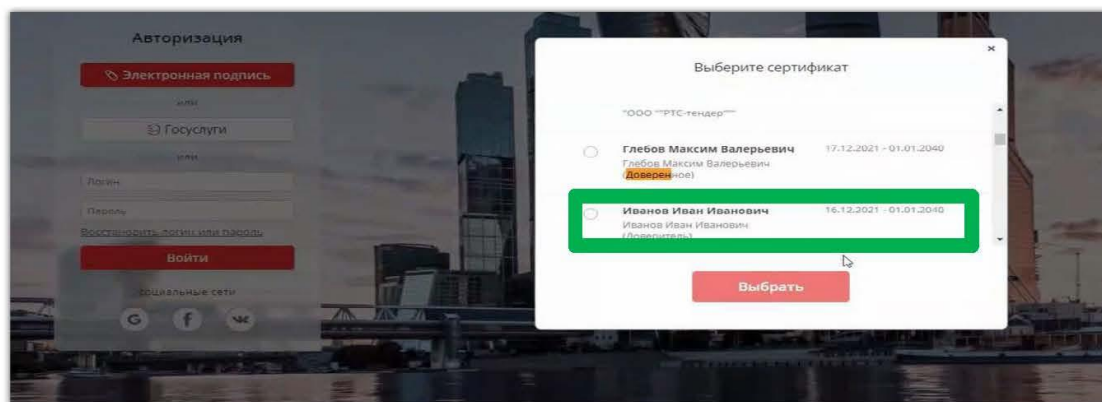 Авторизация
Электронная подпись
или
Госуслуги
или
Логин
Пароль
Восстановить логин или пароль
Войти
социальные сети
G f
×
Выберите сертификат
"ООО ""РТС-тендер"""
Глебов Максим Валерьевич 17.12.2021 - 01.01.2040
Глебов Максим Валерьевич
(Доверенное)
Иванов Иван Иванович 16.12.2021 - 01.01.2040
Иванов Иван Иванович
(Доверитель)
Выбрать